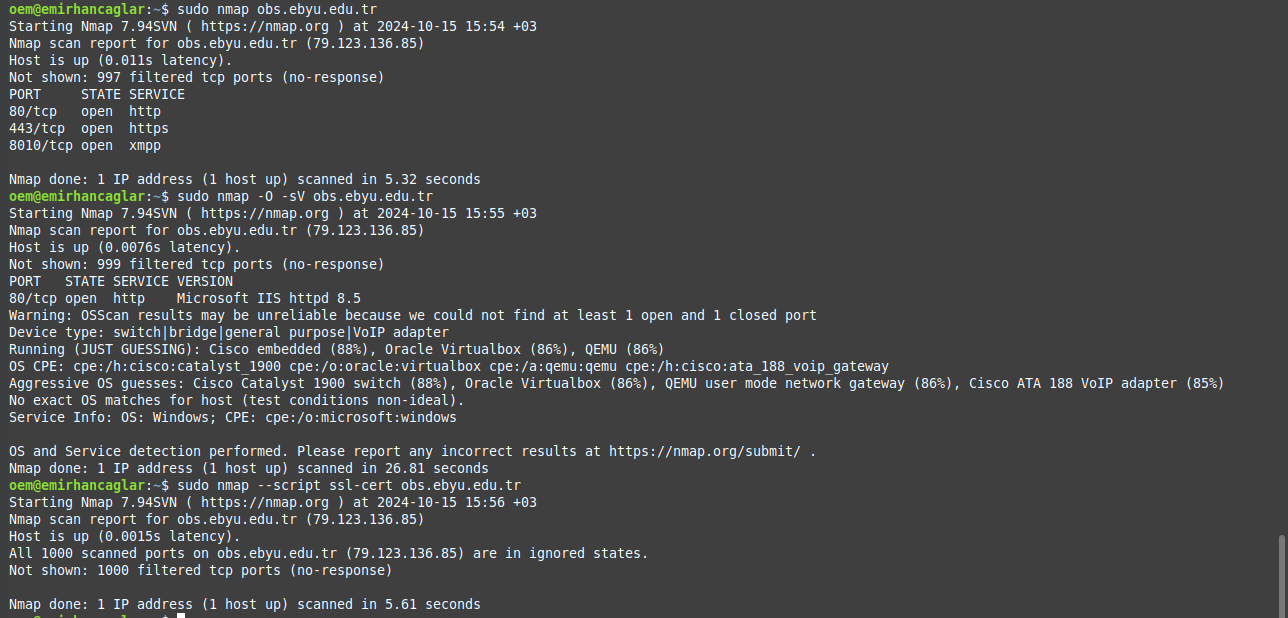 oem@emirhancaglar:~$ sudo nmap obs.ebyu.edu.tr
Starting Nmap 7.94SVN ( https://nmap.org ) at 2024-10-15 15:54 +03
Nmap scan report for obs.ebyu.edu.tr (79.123.136.85)
Host is up (0.011s latency).
Not shown: 997 filtered tcp ports (no-response)
PORT     STATE SERVICE
80/tcp   open  http
443/tcp  open  https
8010/tcp open  xmpp

Nmap done: 1 IP address (1 host up) scanned in 5.32 seconds
oem@emirhancaglar:~$ sudo nmap -O -sV obs.ebyu.edu.tr
Starting Nmap 7.94SVN ( https://nmap.org ) at 2024-10-15 15:55 +03
Nmap scan report for obs.ebyu.edu.tr (79.123.136.85)
Host is up (0.0076s latency).
Not shown: 999 filtered tcp ports (no-response)
PORT   STATE SERVICE VERSION
80/tcp open  http    Microsoft IIS httpd 8.5
Warning: OSScan results may be unreliable because we could not find at least 1 open and 1 closed port
Device type: switch|bridge|general purpose|VoIP adapter
Running (JUST GUESSING): Cisco embedded (88%), Oracle Virtualbox (86%), QEMU (86%)
OS CPE: cpe:/h:cisco:catalyst_1900 cpe:/o:oracle:virtualbox cpe:/a:qemu:qemu cpe:/h:cisco:ata_188_voip_gateway
Aggressive OS guesses: Cisco Catalyst 1900 switch (88%), Oracle Virtualbox (86%), QEMU user mode network gateway (86%), Cisco ATA 188 VoIP adapter (85%)
No exact OS matches for host (test conditions non-ideal).
Service Info: OS: Windows; CPE: cpe:/o:microsoft:windows

OS and Service detection performed. Please report any incorrect results at https://nmap.org/submit/ .
Nmap done: 1 IP address (1 host up) scanned in 26.81 seconds
oem@emirhancaglar:~$ sudo nmap --script ssl-cert obs.ebyu.edu.tr
Starting Nmap 7.94SVN ( https://nmap.org ) at 2024-10-15 15:56 +03
Nmap scan report for obs.ebyu.edu.tr (79.123.136.85)
Host is up (0.0015s latency).
All 1000 scanned ports on obs.ebyu.edu.tr (79.123.136.85) are in ignored states.
Not shown: 1000 filtered tcp ports (no-response)

Nmap done: 1 IP address (1 host up) scanned in 5.61 seconds